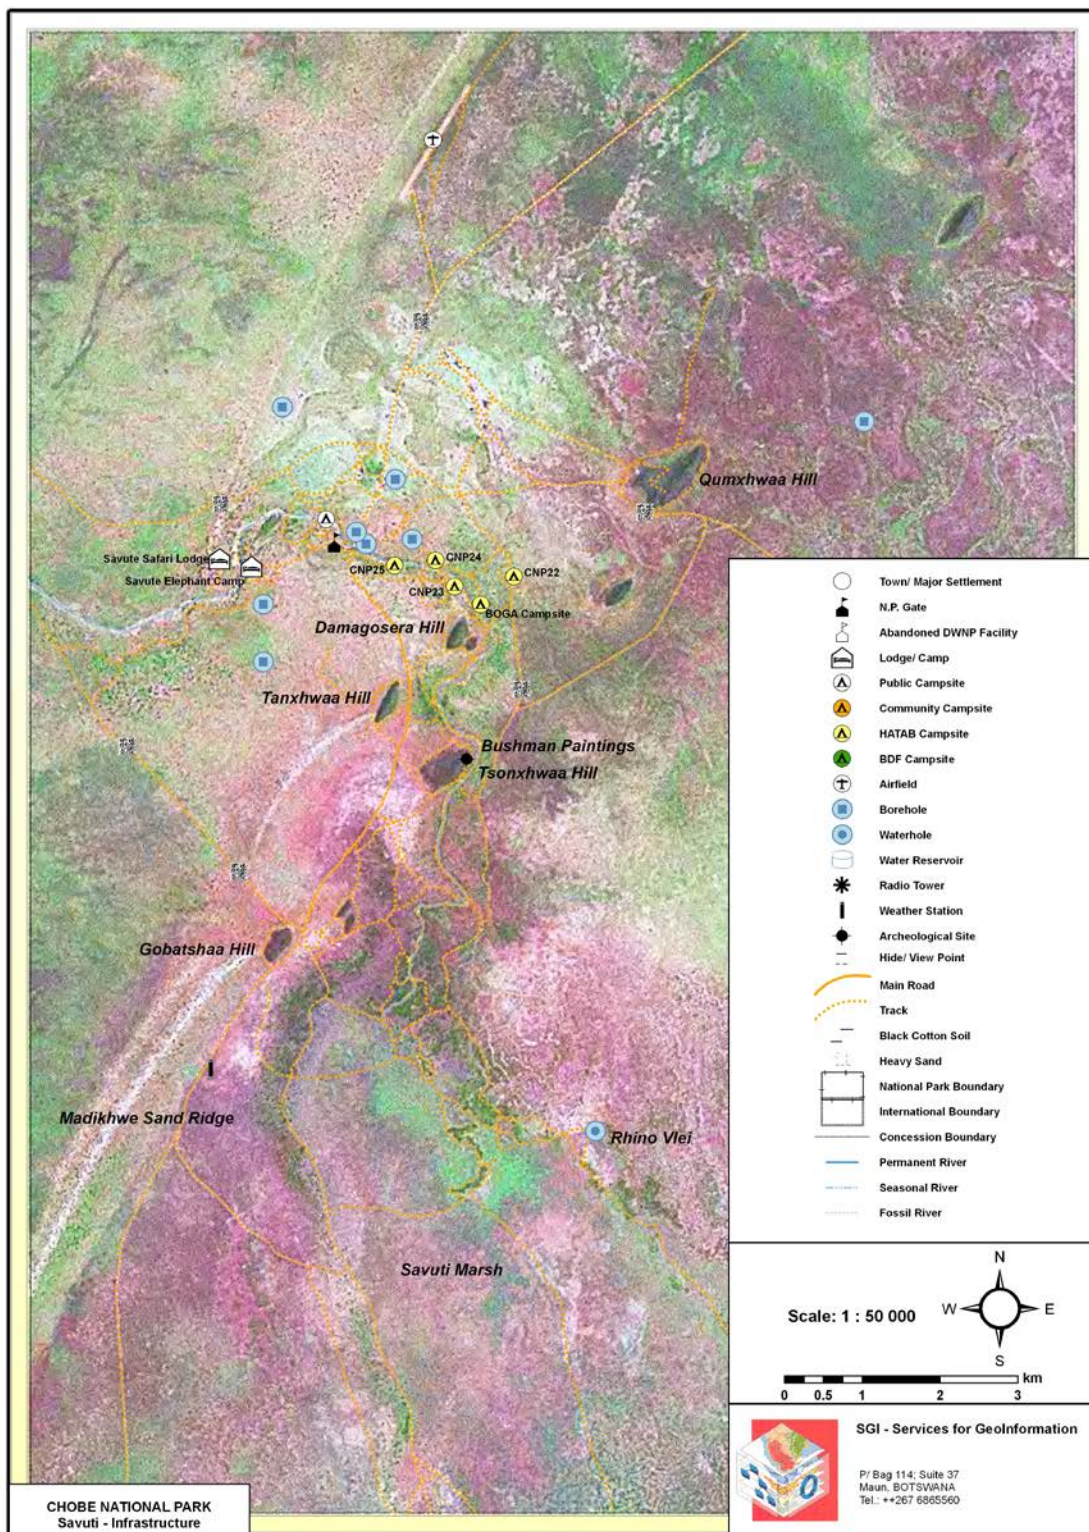 Qumxhwaa Hill
Savute Safari Lodge
Savute Elephant Camp
CNP25
CNP24
CNP23
CNP22
BOGA Campsite
Damagosera Hill
Tanxhwaa Hill
Bushman Paintings
Tsonxhwaa Hill
Gobatshaa Hill
Madikhwe Sand Ridge
Rhino Vlei
Savuti Marsh
Town/ Major Settlement
N.P. Gate
Abandoned DWNP Facility
Lodge/ Camp
Public Campsite
Community Campsite
HATAB Campsite
BDF Campsite
Airfield
Borehole
Waterhole
Water Reservoir
Radio Tower
Weather Station
Archeological Site
Hide/ View Point
Main Road
Track
Black Cotton Soil
Heavy Sand
National Park Boundary
International Boundary
Concession Boundary
Permanent River
Seasonal River
Fossil River
N
W E
S
Scale: 1 : 50 000
km
0 0.5 1 2 3
SGI - Services for GeoInformation
P/ Bag 114; Suite 37
Maun, BOTSWANA
Tel.: ++267 6865560
CHOBE NATIONAL PARK
Savuti - Infrastructure